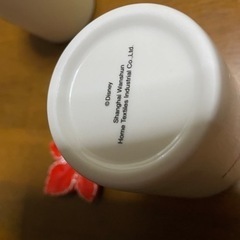 ©Disney
Shanghai Wanshun
Home Textiles Industrial Co.,Ltd.